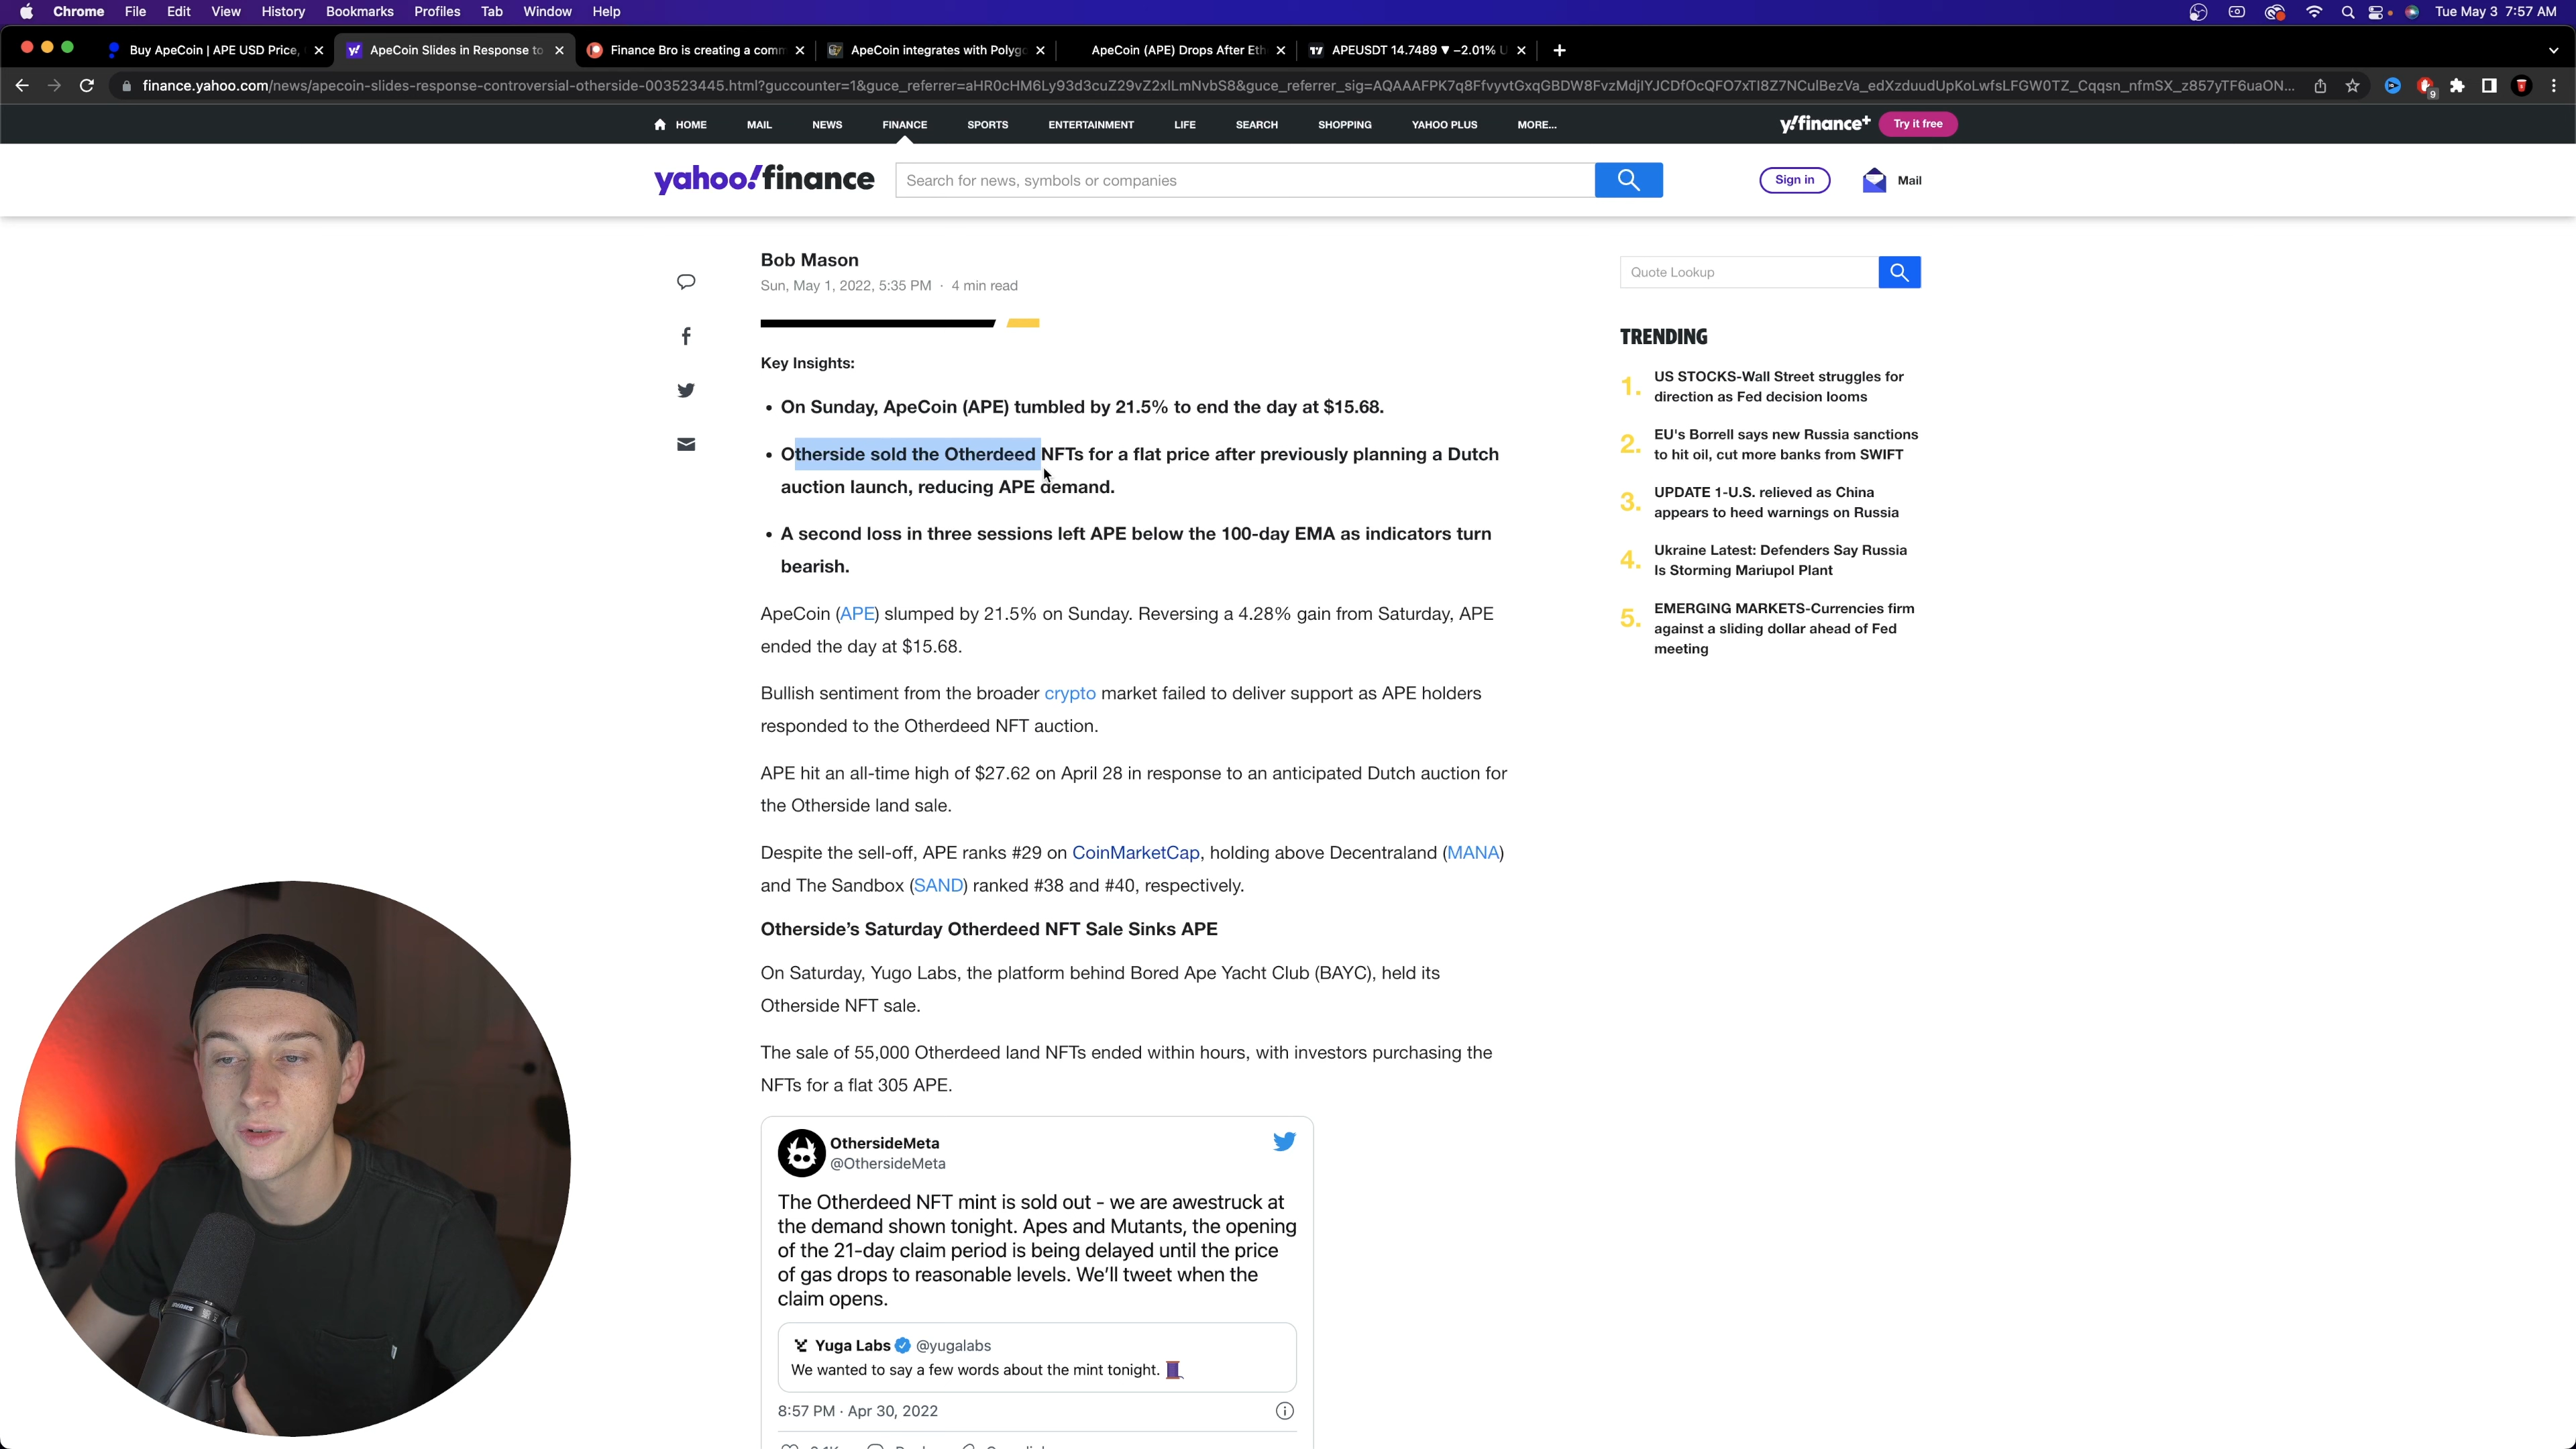 Chrome File Edit View History Bookmarks Profiles Tab Window Help Tue May 3 7:57 AM
Buy ApeCoin | APE USD Price, ApeCoin Slides in Response to Finance Bro is creating a comm ApeCoin integrates with Polygo ApeCoin (APE) Drops After Eth APEUSDT 14.7489 ▼ −2.01% U
finance.yahoo.com/news/apecoin-slides-response-controversial-otherside-003523445.html?guccounter=1&guce_referrer=aHR0cHM6Ly93d3cuZ29vZ2xlLmNvbS8&guce_referrer_sig=
9
HOME MAIL NEWS FINANCE SPORTS ENTERTAINMENT LIFE SEARCH SHOPPING YAHOO PLUS MORE... y!finance+ Try it free
yahoo!finance Search for news, symbols or companies Sign in Mail
Bob Mason
Sun, May 1, 2022, 5:35 PM · 4 min read
Key Insights:
• On Sunday, ApeCoin (APE) tumbled by 21.5% to end the day at $15.68.
• Otherside sold the Otherdeed NFTs for a flat price after previously planning a Dutch
auction launch, reducing APE demand.
• A second loss in three sessions left APE below the 100-day EMA as indicators turn
bearish.
ApeCoin (APE) slumped by 21.5% on Sunday. Reversing a 4.28% gain from Saturday, APE
ended the day at $15.68.
Bullish sentiment from the broader crypto market failed to deliver support as APE holders
responded to the Otherdeed NFT auction.
APE hit an all-time high of $27.62 on April 28 in response to an anticipated Dutch auction for
the Otherside land sale.
Despite the sell-off, APE ranks #29 on CoinMarketCap, holding above Decentraland (MANA)
and The Sandbox (SAND) ranked #38 and #40, respectively.
Otherside’s Saturday Otherdeed NFT Sale Sinks APE
On Saturday, Yugo Labs, the platform behind Bored Ape Yacht Club (BAYC), held its
Otherside NFT sale.
The sale of 55,000 Otherdeed land NFTs ended within hours, with investors purchasing the
NFTs for a flat 305 APE.
OthersideMeta
@OthersideMeta
The Otherdeed NFT mint is sold out - we are awestruck at
the demand shown tonight. Apes and Mutants, the opening
of the 21-day claim period is being delayed until the price
of gas drops to reasonable levels. We’ll tweet when the
claim opens.
Yuga Labs @yugalabs
We wanted to say a few words about the mint tonight.
8:57 PM · Apr 30, 2022
Quote Lookup
TRENDING
1. US STOCKS-Wall Street struggles for
direction as Fed decision looms
2. EU's Borrell says new Russia sanctions
to hit oil, cut more banks from SWIFT
3. UPDATE 1-U.S. relieved as China
appears to heed warnings on Russia
4. Ukraine Latest: Defenders Say Russia
Is Storming Mariupol Plant
5. EMERGING MARKETS-Currencies firm
against a sliding dollar ahead of Fed
meeting
SHURE